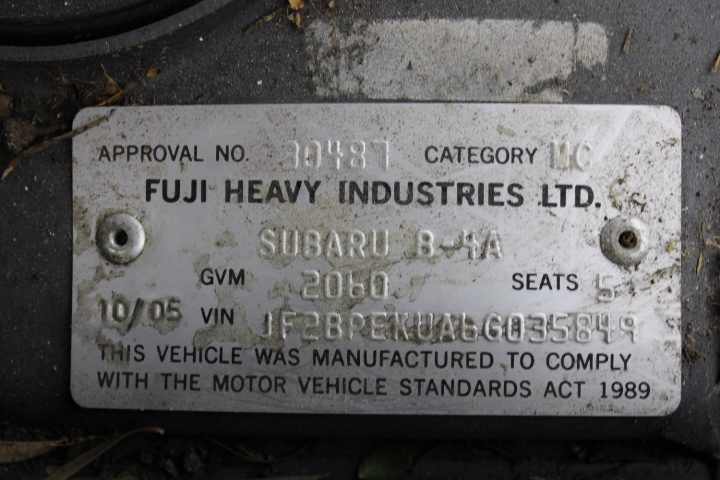 APPROVAL NO. 30487 CATEGORY MC
FUJI HEAVY INDUSTRIES LTD.
SUBARU B-4A
GVM 2060 SEATS 5
10/05 VIN JF2BPEKUA6G035849
THIS VEHICLE WAS MANUFACTURED TO COMPLY
WITH THE MOTOR VEHICLE STANDARDS ACT 1989